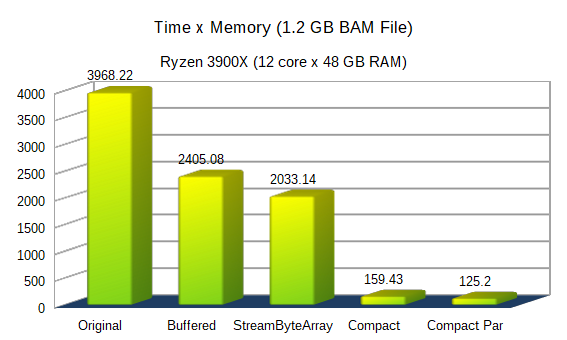 Time x Memory (1.2 GB BAM File)
Ryzen 3900X (12 core x 48 GB RAM)
3968.22
2405.08
2033.14
159.43
125.2
4000
3500
3000
2500
2000
1500
1000
500
0
Original
Buffered
StreamByteArray
Compact
Compact Par